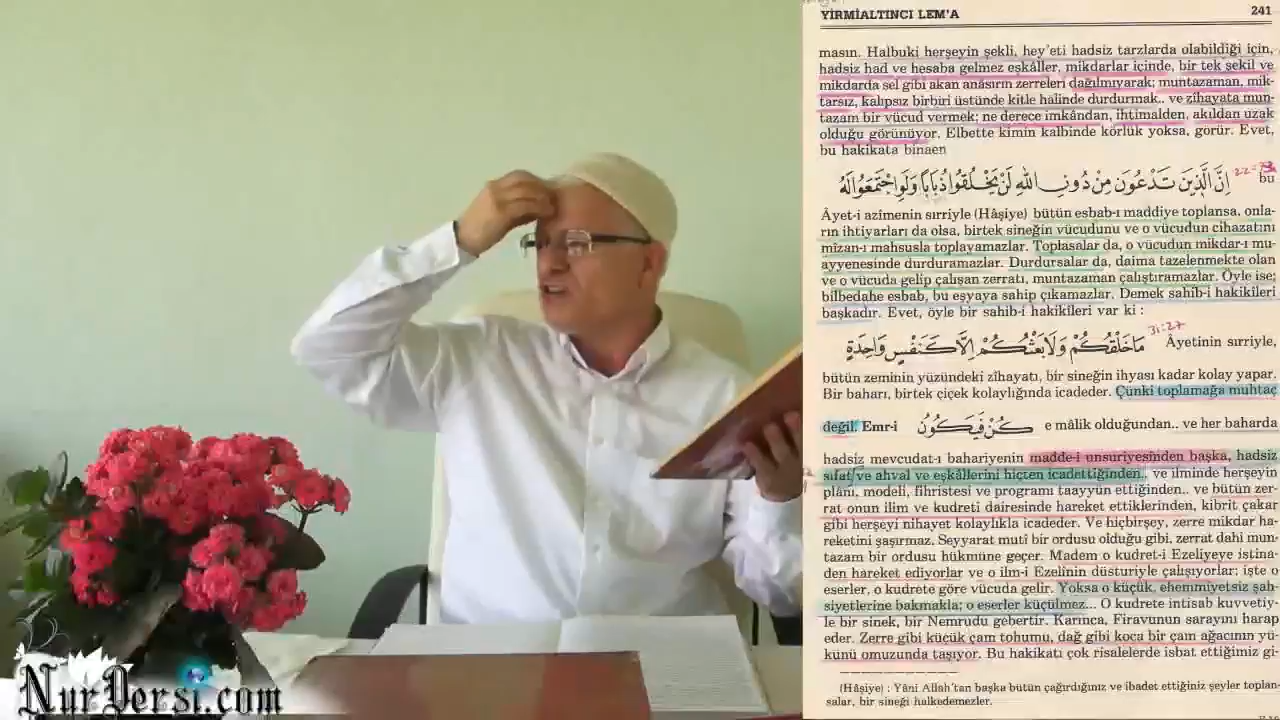 YİRMİALTINCI LEM'A 241
masın. Halbuki herşeyin şekli, hey'eti hadsiz tarzlarda olabildiği için,
hadsiz had ve hesaba gelmez eşkâller, mikdarlar içinde, bir tek şekil ve
mikdarda sel gibi akan anâsırın zerreleri dağılmıyarak; muntazaman, mik-
tarsız, kalıpsız birbiri üstünde kitle halinde durdurmak.. ve zîhayata mun-
tazam bir vücud vermek; ne derece imkândan, ihtimalden, akıldan uzak
olduğu görünüyor. Elbette kimin kalbinde körlük yoksa, görür. Evet,
bu hakikata binaen
اِنَّ الَّذِينَ تَدْعُونَ مِنْ دُونِ اللّٰهِ لَنْ يَخْلُقُوا ذُبَابًا وَلَوِ اجْتَمَعُوا لَهُ 22=73 bu
Âyet-i azîmenin sırriyle (Hâşiye) bütün esbab-ı maddiye toplansa, onla-
rın ihtiyarları da olsa, birtek sineğin vücudunu ve o vücudun cihazatını
mîzan-ı mahsusla toplayamazlar. Toplasalar da, o vücudun mikdar-ı mu-
ayyenesinde durduramazlar. Durdursalar da, daima tazelenmekte olan
ve o vücuda gelip çalışan zerratı, muntazaman çalıştıramazlar. Öyle ise;
bilbedahe esbab, bu eşyaya sahip çıkamazlar. Demek sahib-i hakikîleri
başkadır. Evet, öyle bir sahib-i hakikîleri var ki :
مَا خَلْقُكُمْ وَلَا بَعْثُكُمْ اِلَّا كَنَفْسٍ وَاحِدَةٍ 31:27 Âyetinin sırriyle,
bütün zeminin yüzündeki zîhayatı, bir sineğin ihyası kadar kolay yapar.
Bir baharı, birtek çiçek kolaylığında icadeder. Çünki toplamağa muhtaç
değil. Emr-i كُنْ فَيَكُونُ e mâlik olduğundan.. ve her baharda
hadsiz mevcudat-ı bahariyenin madde-i unsuriyesinden başka, hadsiz
sıfat ve ahval ve eşkâllerini hiçten icadettiğinden.. ve ilminde herşeyin
plânı, modeli, fihristesi ve programı taayyün ettiğinden.. ve bütün zer-
rat onun ilim ve kudreti dairesinde hareket ettiklerinden, kibrit çakar
gibi herşeyi nihayet kolaylıkla icadeder. Ve hiçbirşey, zerre mikdar ha-
reketini şaşırmaz. Seyyarat mutî bir ordusu olduğu gibi, zerrat dahi mun-
tazam bir ordusu hükmüne geçer. Madem o kudret-i Ezeliyeye istina-
den hareket ediyorlar ve o ilm-i Ezelînin düsturiyle çalışıyorlar; işte o
eserler, o kudrete göre vücuda gelir. Yoksa o küçük, ehemmiyetsiz şah-
siyetlerine bakmakla; o eserler küçülmez... O kudrete intisab kuvvetiy-
le bir sinek, bir Nemrudu gebertir. Karınca, Firavunun sarayını harap
eder. Zerre gibi küçük çam tohumu, dağ gibi koca bir çam ağacının yü-
künü omuzunda taşıyor. Bu hakikatı çok risalelerde isbat ettiğimiz gi-
(Hâşiye) : Yâni Allah'tan başka bütün çağırdığınız ve ibadet ettiğiniz şeyler toplan-
salar, bir sineği halkedemezler.
NurDersi.com